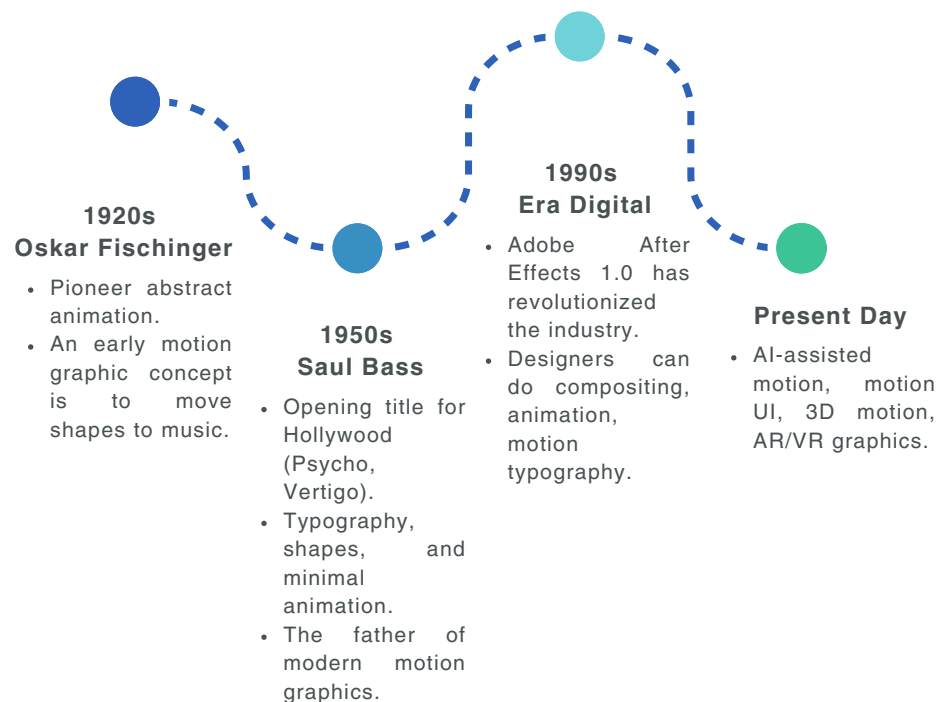 1920s
Oskar Fischinger
• Pioneer abstract
animation.
• An early motion
graphic concept
is to move
shapes to music.
1950s
Saul Bass
• Opening title for
Hollywood
(Psycho,
Vertigo).
• Typography,
shapes, and
minimal
animation.
• The father of
modern motion
graphics.
1990s
Era Digital
• Adobe After
Effects 1.0 has
revolutionized
the industry.
• Designers can
do compositing,
animation,
motion
typography.
Present Day
• AI-assisted
motion, motion
UI, 3D motion,
AR/VR graphics.